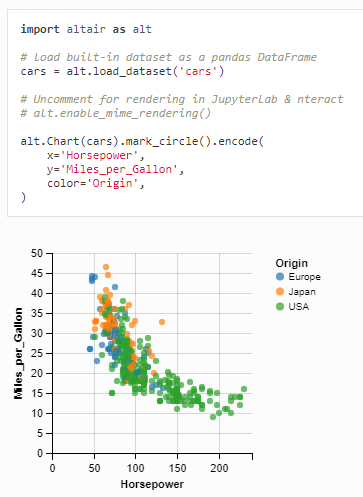 import altair as alt
# load built-in dataset as a pandas DataFrame
cars = alt.load_dataset('cars')
# Uncomment for rendering in JupyterLab & nteract
# alt.enable_mime_rendering()
alt.Chart(cars).mark_circle().encode(
    x='Horsepower',
    y='Miles_per_Gallon',
    color='Origin',
)
Origin
Europe
Japan
USA
Miles_per_Gallon
50
45
40
35
30
25
20
15
10
5
0
0 50 100 150 200
Horsepower